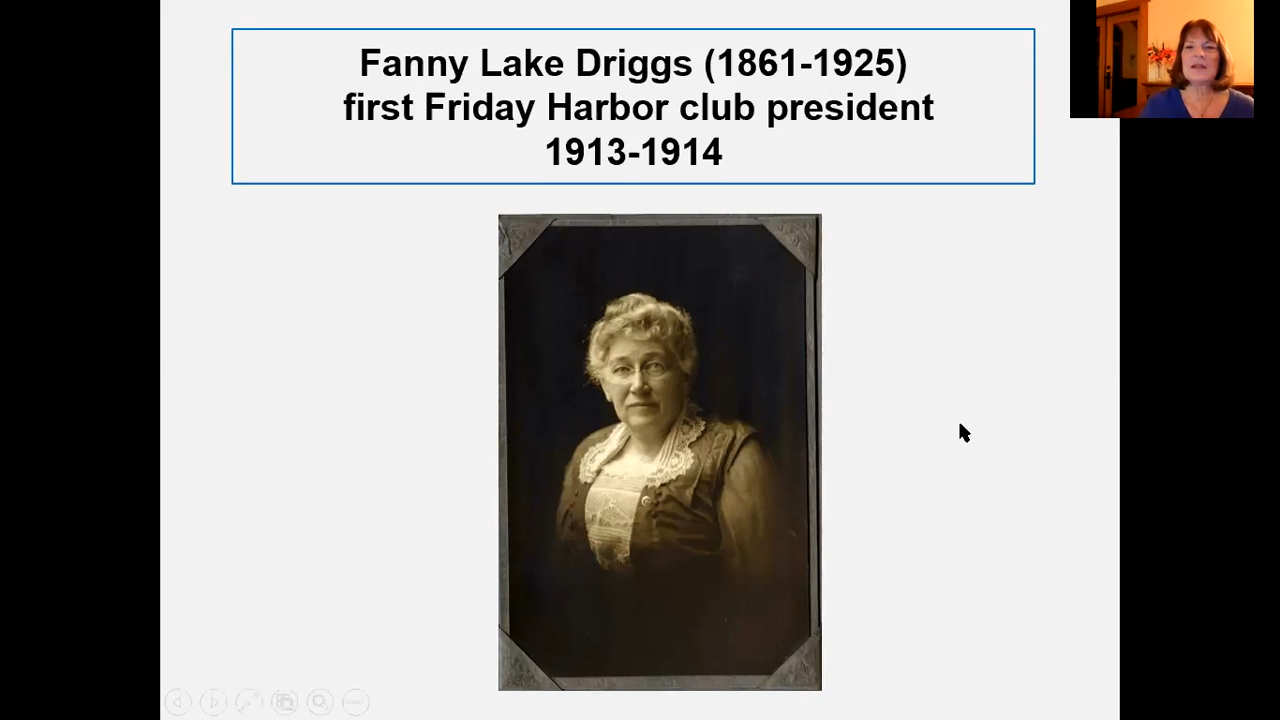 Fanny Lake Driggs (1861-1925)
first Friday Harbor club president
1913-1914